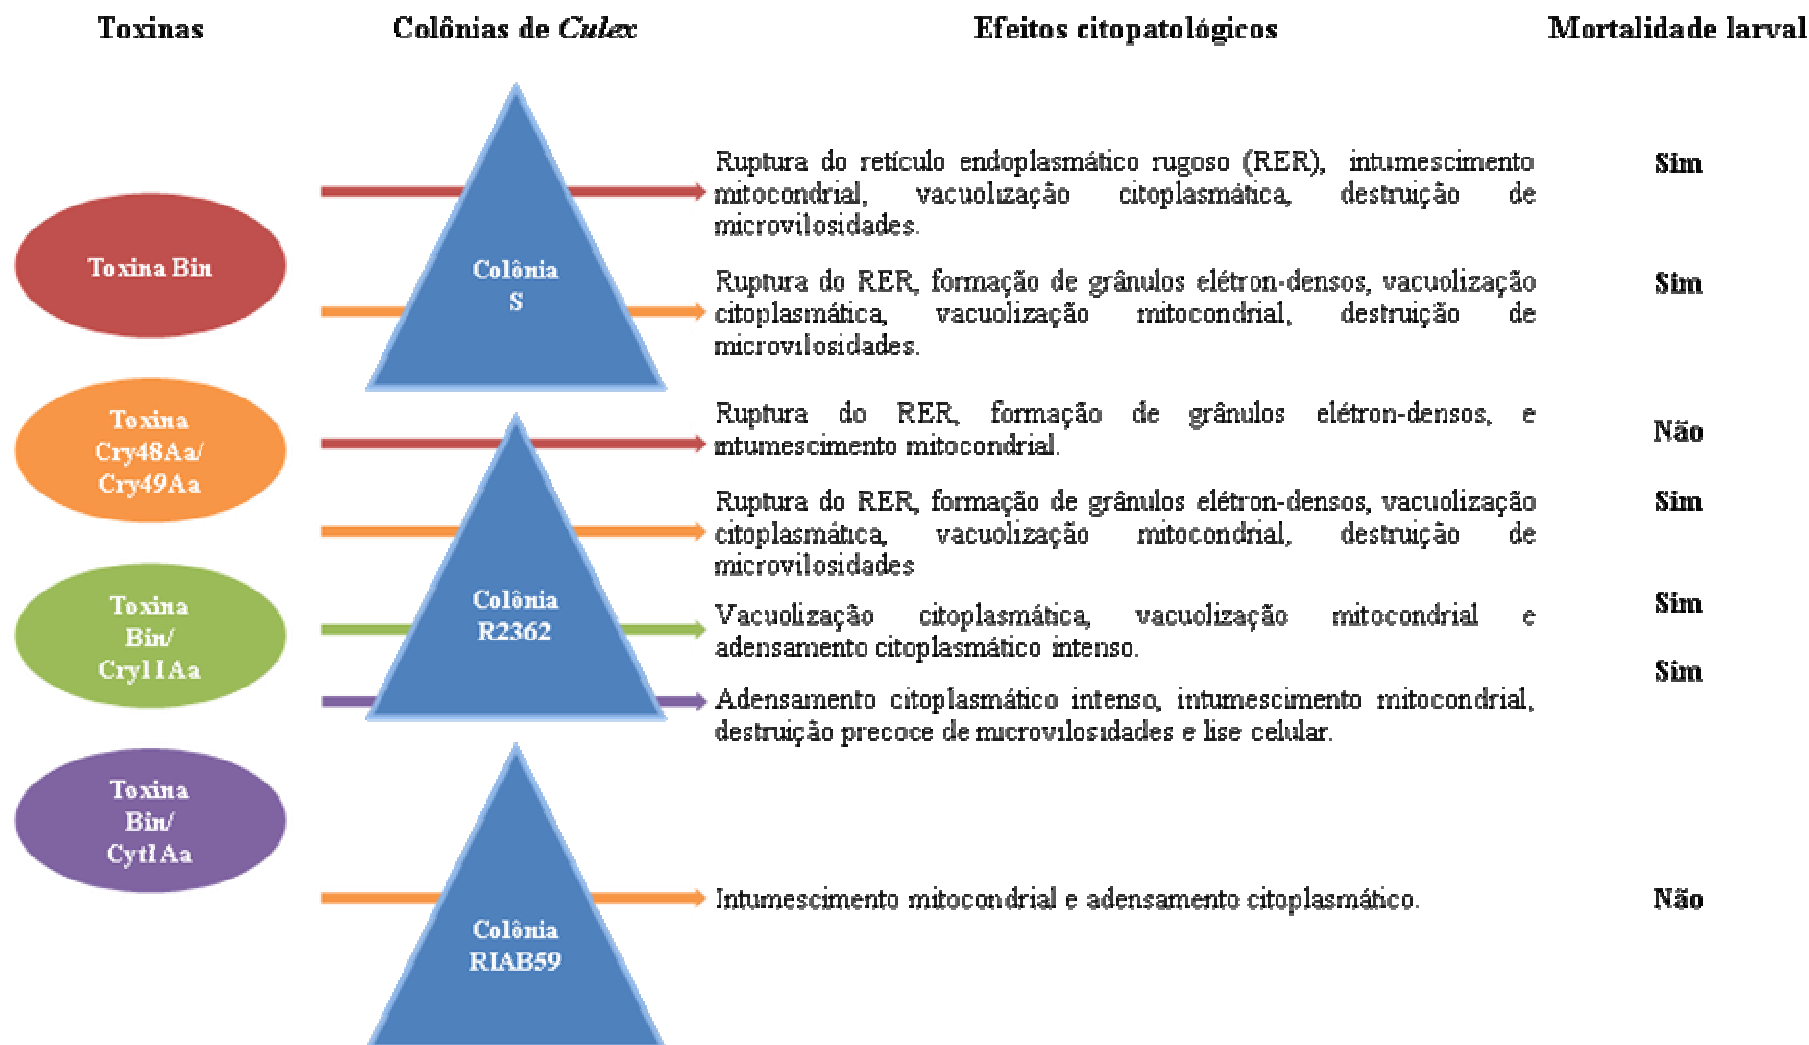 Toxinas
Colônias de Culex
Efeitos citopatológicos
Mortalidade larval
Toxina Bin
Toxina
Cry48Aa/
Cry49Aa
Toxina
Bin/
Cry11Aa
Toxina
Bin/
Cyt1Aa
Colônia
S
Ruptura do retículo endoplasmático rugoso (RER), intumescimento
mitocondrial, vacuolização citoplasmática, destruição de
microvilosidades.
Sim
Ruptura do RER, formação de grânulos elétron-densos, vacuolização
citoplasmática, vacuolização mitocondrial, destruição de
microvilosidades.
Sim
Colônia
R2362
Ruptura do RER, formação de grânulos elétron-densos, e
intumescimento mitocondrial.
Não
Ruptura do RER, formação de grânulos elétron-densos, vacuolização
citoplasmática, vacuolização mitocondrial, destruição de
microvilosidades
Sim
Vacuolização citoplasmática, vacuolização mitocondrial e
adensamento citoplasmático intenso.
Sim
Adensamento citoplasmático intenso, intumescimento mitocondrial,
destruição precoce de microvilosidades e lise celular.
Sim
Colônia
RIAB59
Intumescimento mitocondrial e adensamento citoplasmático.
Não